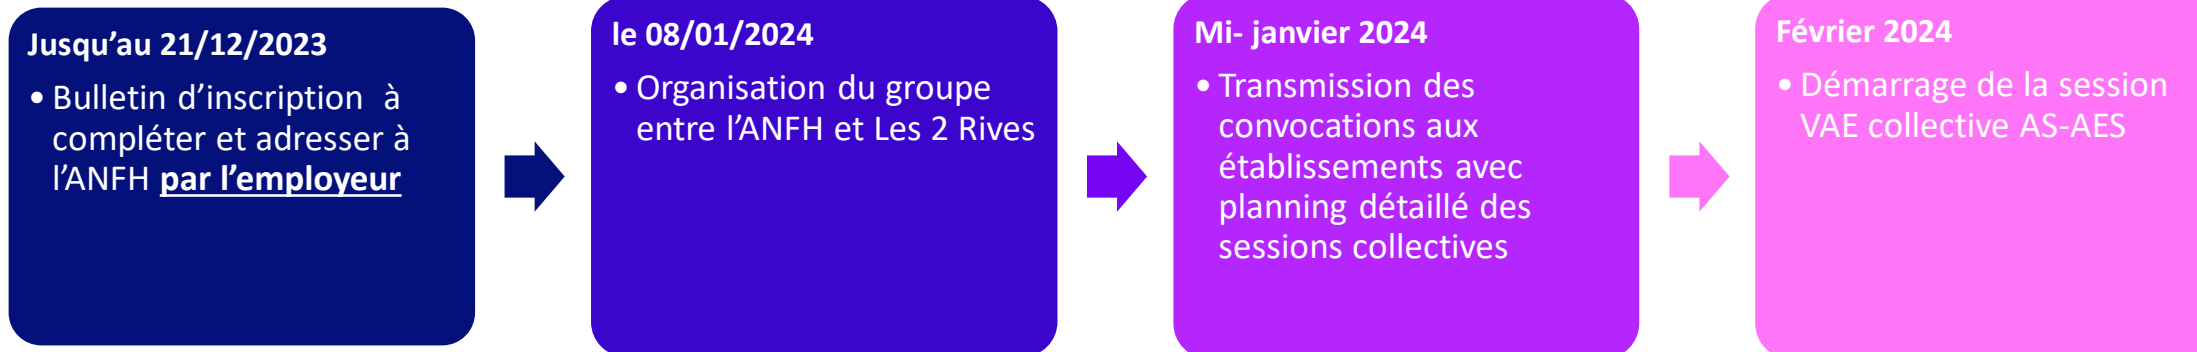 Jusqu’au 21/12/2023
• Bulletin d’inscription à
compléter et adresser à
l’ANFH par l’employeur
le 08/01/2024
• Organisation du groupe
entre l’ANFH et Les 2 Rives
Mi- janvier 2024
• Transmission des
convocations aux
établissements avec
planning détaillé des
sessions collectives
Février 2024
• Démarrage de la session
VAE collective AS-AES